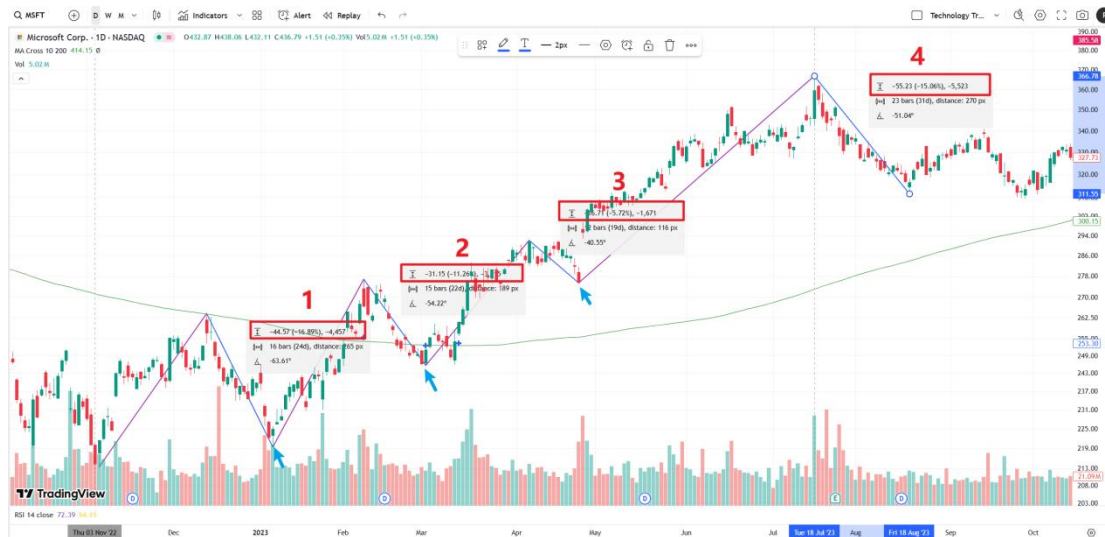 MSFT D W M Indicators Alert Replay Technology Tr...
Microsoft Corp. · 1D · NASDAQ O432.87 H438.06 L432.11 C436.79 +1.51 (+0.35%) Vol5.02M +1.51 (+0.35%)
MA Cross 10 200 414.15 Ø
Vol 5.02M
2px
1
−44.57 (−16.89%), −4,457
16 bars (24d), distance: 265 px
-63.61°
2
−31.15 (−11.26%),
15 bars (22d), distance: 189 px
-54.22°
3
(−5.72%), −1,671
bars (19d), distance: 116 px
-40.55°
4
−55.23 (−15.06%), −5,523
23 bars (31d), distance: 270 px
-51.04°
390.00
385.58
370.00
366.78
360.00
350.00
340.00
327.73
320.00
311.55
300.15
294.00
286.00
278.00
270.00
262.50
253.30
249.00
243.00
237.00
231.00
225.00
219.00
21.09M
208.00
203.00
TradingView
D
D
D
E
D
RSI 14 close 72.39
Thu 03 Nov '22 Dec 2023 Feb Mar Apr May Jun Jul Tue 18 Jul '23 Aug Fri 18 Aug '23 Sep Oct